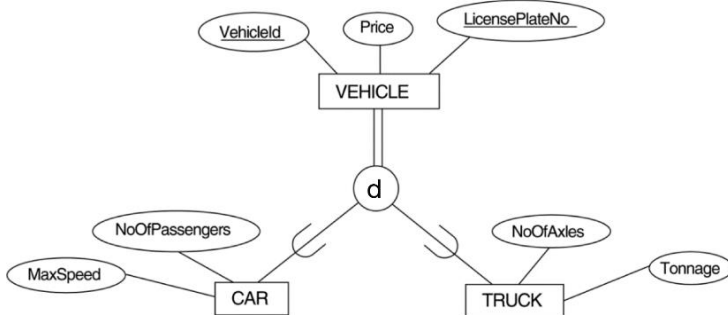 VehicleId
Price
LicensePlateNo
VEHICLE
d
NoOfPassengers
NoOfAxles
MaxSpeed
Tonnage
CAR
TRUCK